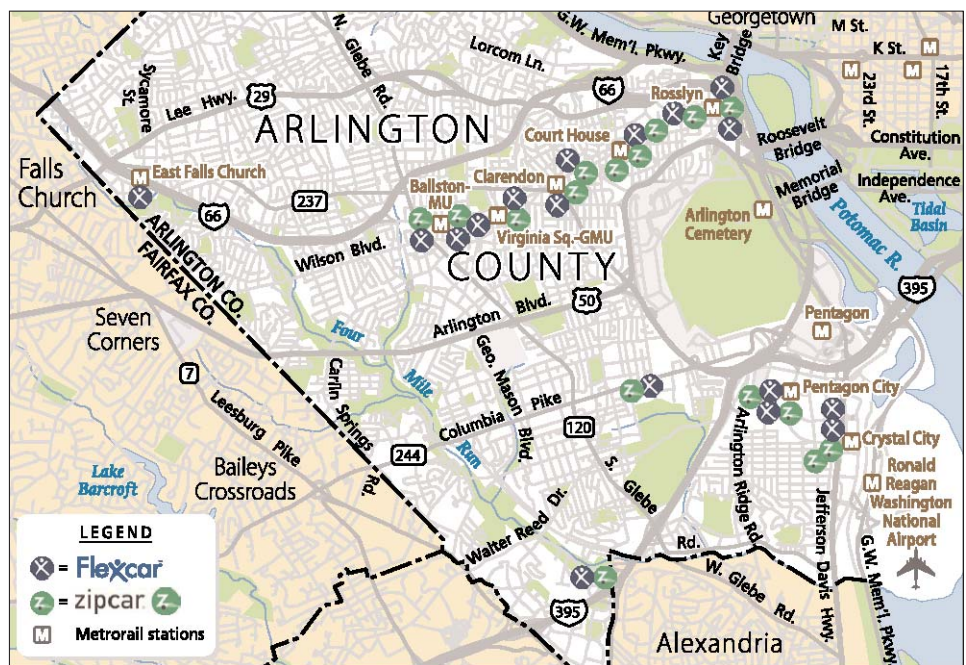 Georgetown
M St.
K St.
17th St.
23rd St.
Key
Bridge
G.W. Mem'l. Pkwy.
N. Glebe
Rd.
Lorcom Ln.
Sycamore
St.
Lee Hwy.
29
66
Rosslyn
M
M
M
M
ARLINGTON
Court House
M
Roosevelt
Bridge
Constitution
Ave.
Independence
Ave.
Memorial
Bridge
Tidal
Basin
Potomac R.
Falls
Church
M
East Falls Church
237
Ballston-
MU
M
Clarendon
M
M
Virginia Sq.-GMU
Arlington
Cemetery
M
66
ARLINGTON CO.
FAIRFAX CO.
Wilson Blvd.
COUNTY
395
50
Arlington Blvd.
Pentagon
M
Seven
Corners
7
Leesburg Pike
Four
Mile
Run
Carlin Springs
Rd.
Geo. Mason
Blvd.
Columbia Pike
120
244
S. Glebe
Rd.
M
Pentagon City
Arlington Ridge Rd.
M
Crystal City
M
Ronald
Reagan
Washington
National
Airport
Jefferson Davis Hwy.
G.W. Mem'l. Pkwy.
Lake
Barcroft
Baileys
Crossroads
Walter Reed Dr.
395
W. Glebe
Rd.
Alexandria
LEGEND
X = Flexcar
Z = zipcar. Z
M Metrorail stations